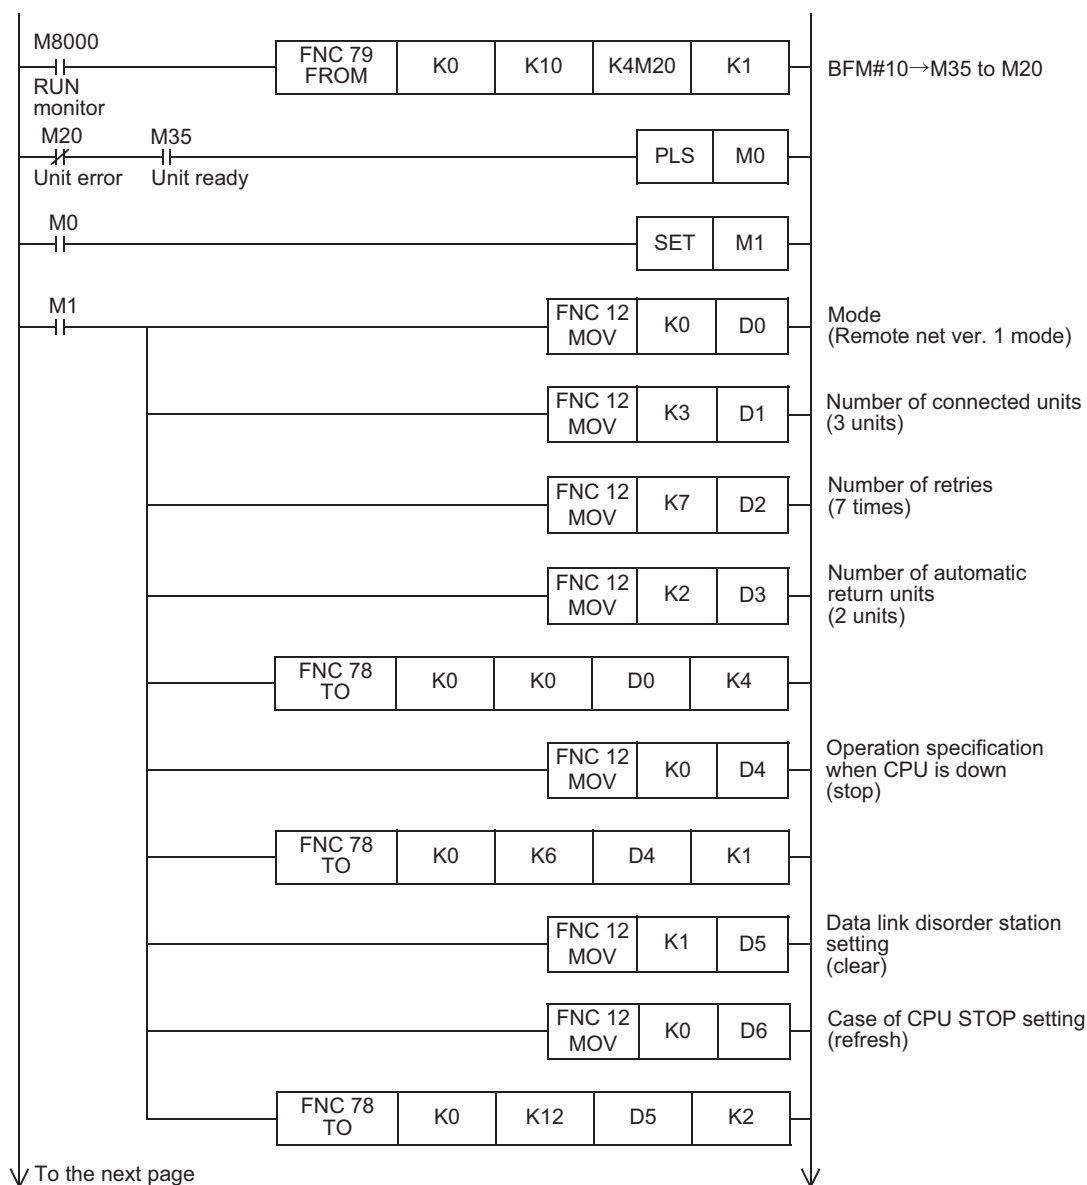 M8000
RUN
monitor
FNC 79
FROM
K0
K10
K4M20
K1
BFM#10→M35 to M20
M20
Unit error
M35
Unit ready
PLS
M0
M0
SET
M1
M1
FNC 12
MOV
K0
D0
Mode
(Remote net ver. 1 mode)
FNC 12
MOV
K3
D1
Number of connected units
(3 units)
FNC 12
MOV
K7
D2
Number of retries
(7 times)
FNC 12
MOV
K2
D3
Number of automatic
return units
(2 units)
FNC 78
TO
K0
K0
D0
K4
FNC 12
MOV
K0
D4
Operation specification
when CPU is down
(stop)
FNC 78
TO
K0
K6
D4
K1
FNC 12
MOV
K1
D5
Data link disorder station
setting
(clear)
FNC 12
MOV
K0
D6
Case of CPU STOP setting
(refresh)
FNC 78
TO
K0
K12
D5
K2
To the next page